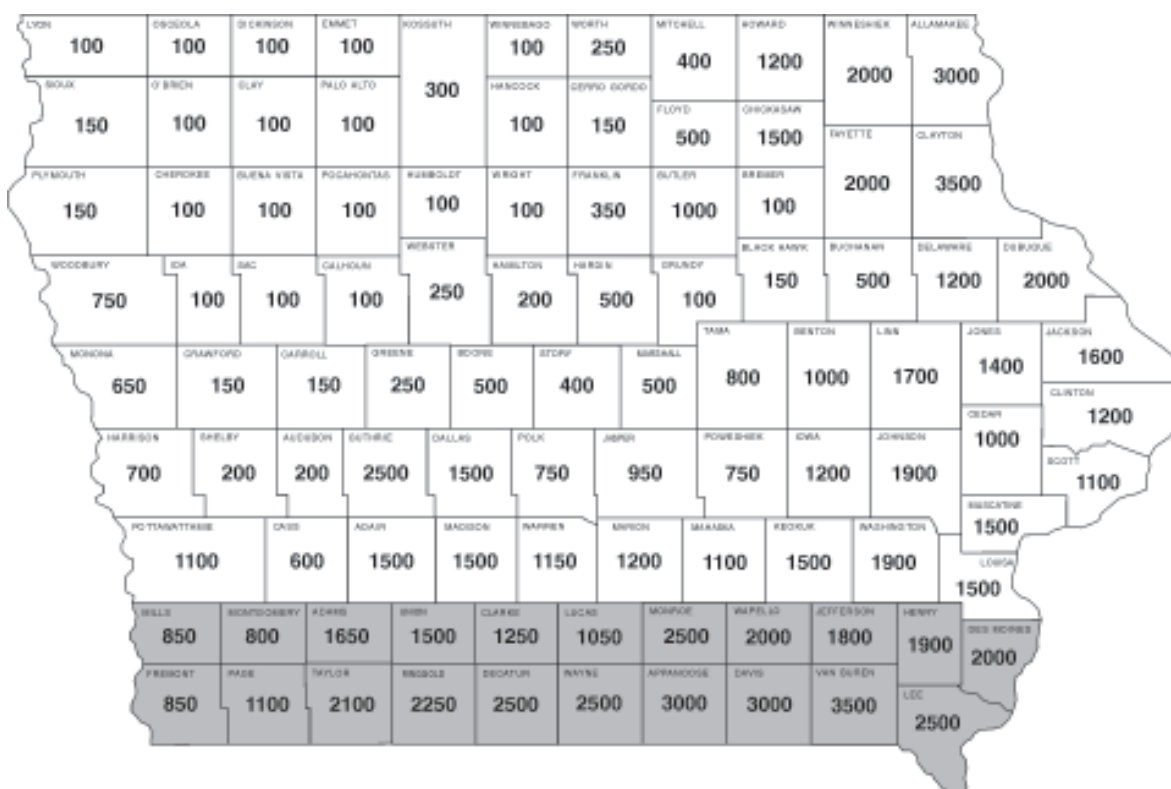 LYON OSCEOLA DICKINSON EMMET KOSSUTH WINNEBAGO WORTH MITCHELL HOWARD WINNESHIEK ALLAMAKEE
100 100 100 100 300 100 250 400 1200 2000 3000
SIOUX O'BRIEN CLAY PALO ALTO HANCOCK CERRO GORDO FLOYD CHICKASAW FAYETTE CLAYTON
150 100 100 100 100 150 500 1500 2000 3500
PLYMOUTH CHEROKEE BUENA VISTA POCAHONTAS HUMBOLDT WRIGHT FRANKLIN BUTLER BREMER
150 100 100 100 100 100 350 1000 100
WOODBURY IDA SAC CALHOUN WEBSTER HAMILTON HARDIN GRUNDY BLACK HAWK BUCHANAN DELAWARE DUBUQUE
750 100 100 100 250 200 500 100 150 500 1200 2000
MONONA CRAWFORD CARROLL GREENE BOONE STORY MARSHALL TAMA BENTON LINN JONES JACKSON
650 150 150 250 500 400 500 800 1000 1700 1400 1600
CLINTON
1200
HARRISON SHELBY AUDUBON GUTHRIE DALLAS POLK JASPER POWESHIEK IOWA JOHNSON CEDAR SCOTT
700 200 200 2500 1500 750 950 750 1200 1900 1000 1100
MUSCATINE
1500
POTTAWATTAMIE CASS ADAIR MADISON WARREN MARION MAHASKA KEOKUK WASHINGTON LOUISA
1100 600 1500 1500 1150 1200 1100 1500 1900 1500
MILLS MONTGOMERY ADAMS UNION CLARKE LUCAS MONROE WAPELLO JEFFERSON HENRY DES MOINES
850 800 1650 1500 1250 1050 2500 2000 1800 1900 2000
FREMONT PAGE TAYLOR RINGGOLD DECATUR WAYNE APPANOOSE DAVIS VAN BUREN LEE
850 1100 2100 2250 2500 2500 3000 3000 3500 2500